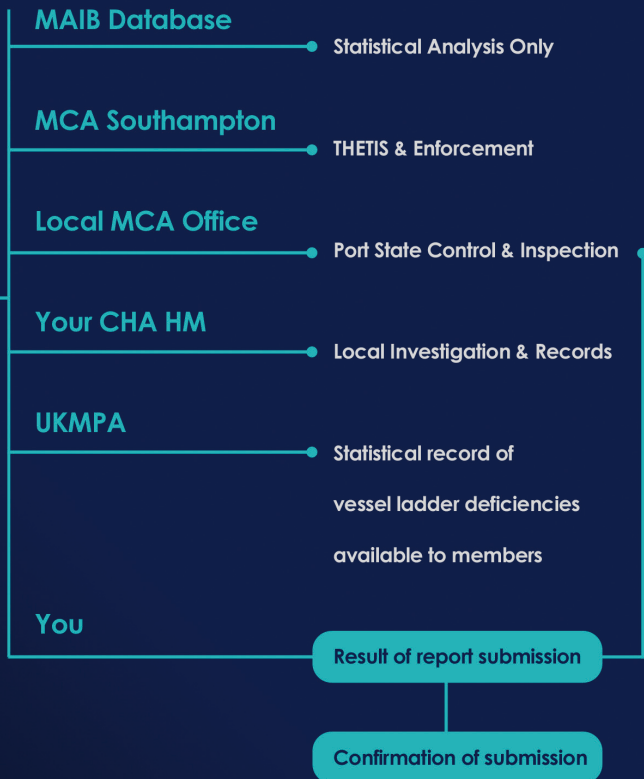 MAIB Database
Statistical Analysis Only
MCA Southampton
THETIS & Enforcement
Local MCA Office
Port State Control & Inspection
Your CHA HM
Local Investigation & Records
UKMPA
Statistical record of
vessel ladder deficiencies
available to members
You
Result of report submission
Confirmation of submission